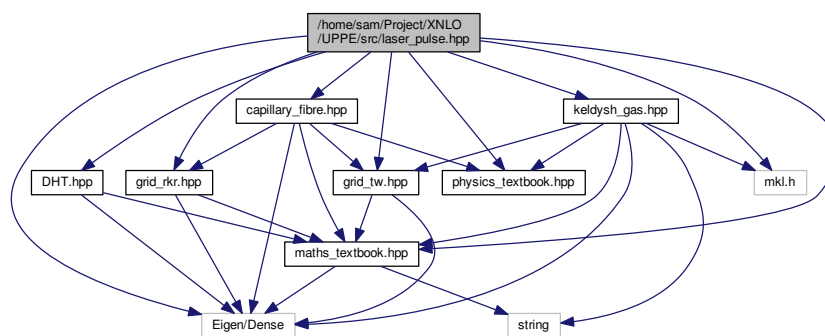 /home/sam/Project/XNLO
/UPPE/src/laser_pulse.hpp
capillary_fibre.hpp
keldysh_gas.hpp
DHT.hpp
grid_rkr.hpp
grid_tw.hpp
physics_textbook.hpp
mkl.h
maths_textbook.hpp
Eigen/Dense
string